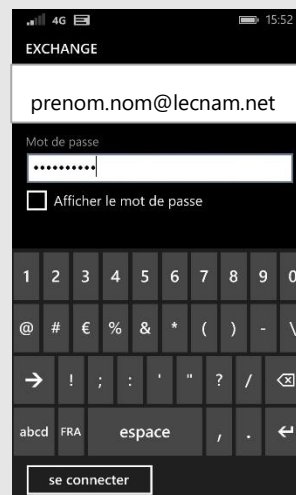 4G 15:52
EXCHANGE
prenom.nom@lecnam.net
Mot de passe
••••••••••
Afficher le mot de passe
1 2 3 4 5 6 7 8 9 0
@ # € % & * ( ) - \
→ ! ; : ' " ? /
abcd FRA espace , .
se connecter